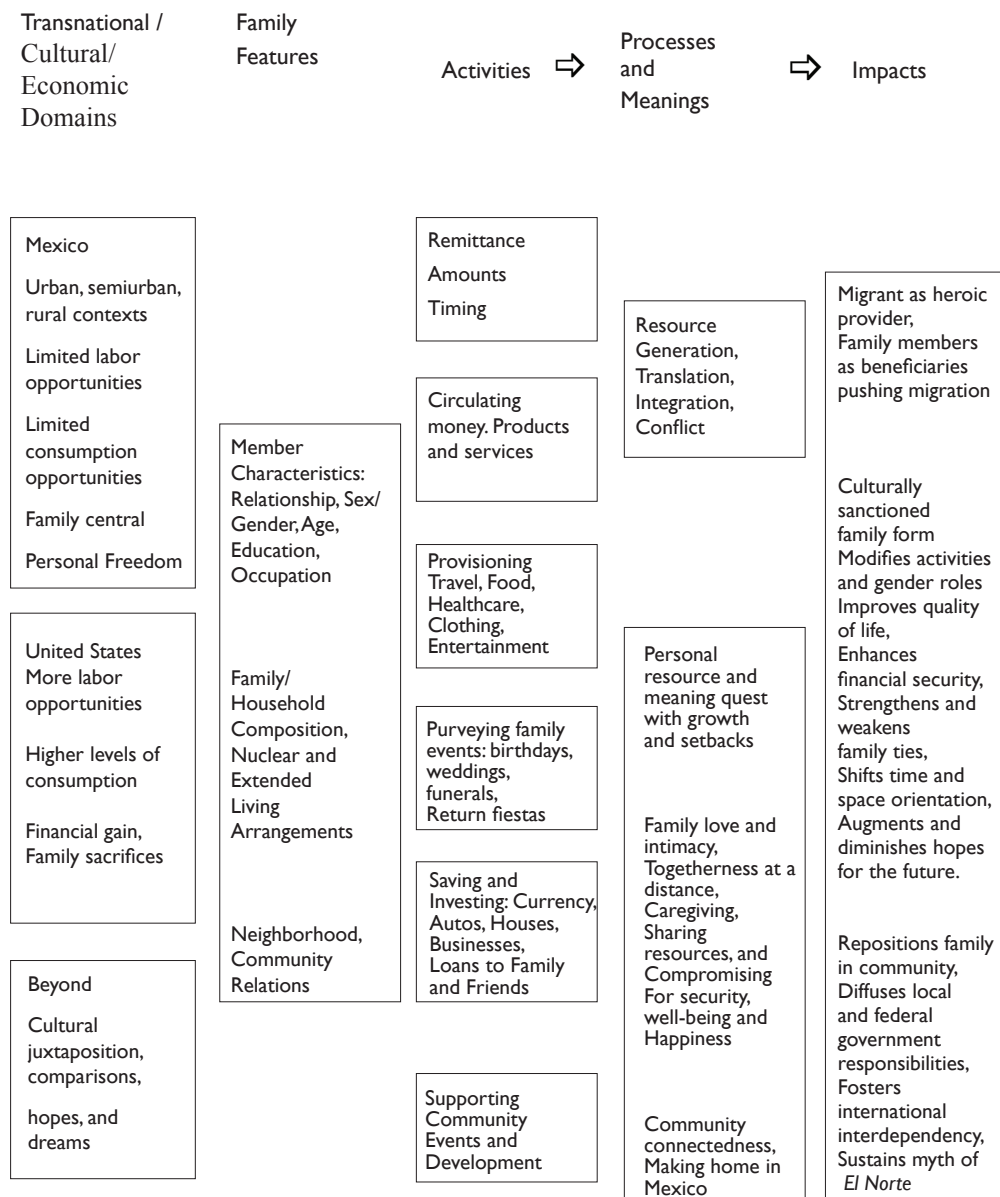 Transnational /
Cultural/
Economic
Domains
Family
Features
Activities
Processes
and
Meanings
Impacts
Mexico
Urban, semiurban,
rural contexts
Limited labor
opportunities
Limited
consumption
opportunities
Family central
Personal Freedom
United States
More labor
opportunities
Higher levels of
consumption
Financial gain,
Family sacrifices
Beyond
Cultural
juxtaposition,
comparisons,
hopes, and
dreams
Member
Characteristics:
Relationship, Sex/
Gender, Age,
Education,
Occupation
Family/
Household
Composition,
Nuclear and
Extended
Living
Arrangements
Neighborhood,
Community
Relations
Remittance
Amounts
Timing
Circulating
money. Products
and services
Provisioning
Travel, Food,
Healthcare,
Clothing,
Entertainment
Purveying family
events: birthdays,
weddings,
funerals,
Return fiestas
Saving and
Investing: Currency,
Autos, Houses,
Businesses,
Loans to Family
and Friends
Supporting
Community
Events and
Development
Resource
Generation,
Translation,
Integration,
Conflict
Personal
resource and
meaning quest
with growth
and setbacks
Family love and
intimacy,
Togetherness at a
distance,
Caregiving,
Sharing
resources, and
Compromising
For security,
well-being and
Happiness
Community
connectedness,
Making home in
Mexico
Migrant as heroic
provider,
Family members
as beneficiaries
pushing migration
Culturally
sanctioned
family form
Modifies activities
and gender roles
Improves quality
of life,
Enhances
financial security,
Strengthens and
weakens
family ties,
Shifts time and
space orientation,
Augments and
diminishes hopes
for the future.
Repositions family
in community,
Diffuses local
and federal
government
responsibilities,
Fosters
international
interdependency,
Sustains myth of
El Norte